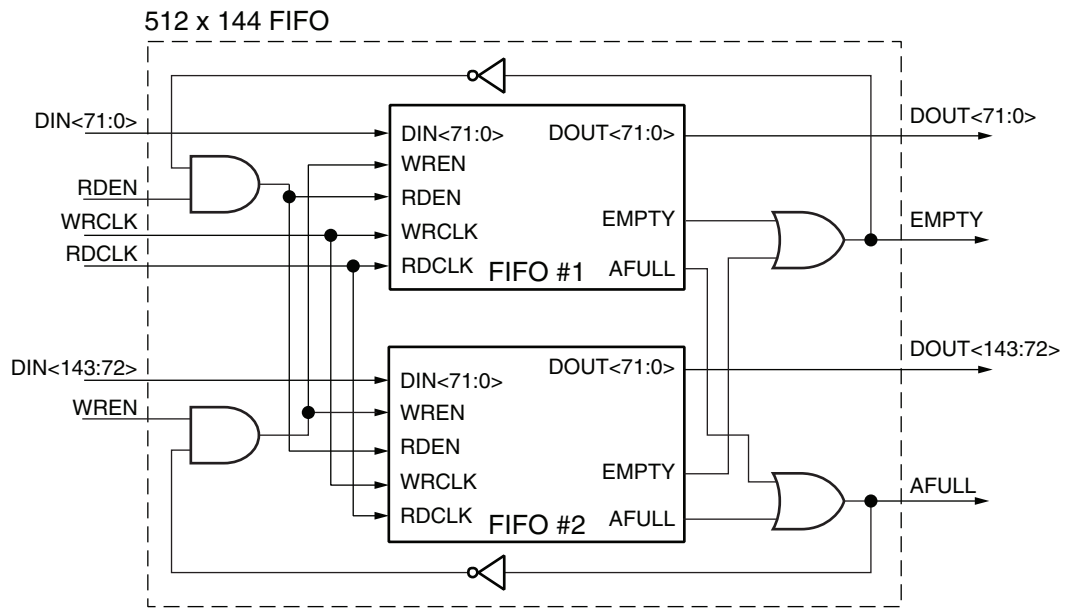 512 x 144 FIFO
DIN<71:0>
RDEN
WRCLK
RDCLK
DIN<143:72>
WREN
DIN<71:0>
WREN
RDEN
WRCLK
RDCLK
DOUT<71:0>
EMPTY
AFULL
FIFO #1
DIN<71:0>
WREN
RDEN
WRCLK
RDCLK
DOUT<71:0>
EMPTY
AFULL
FIFO #2
DOUT<71:0>
EMPTY
DOUT<143:72>
AFULL